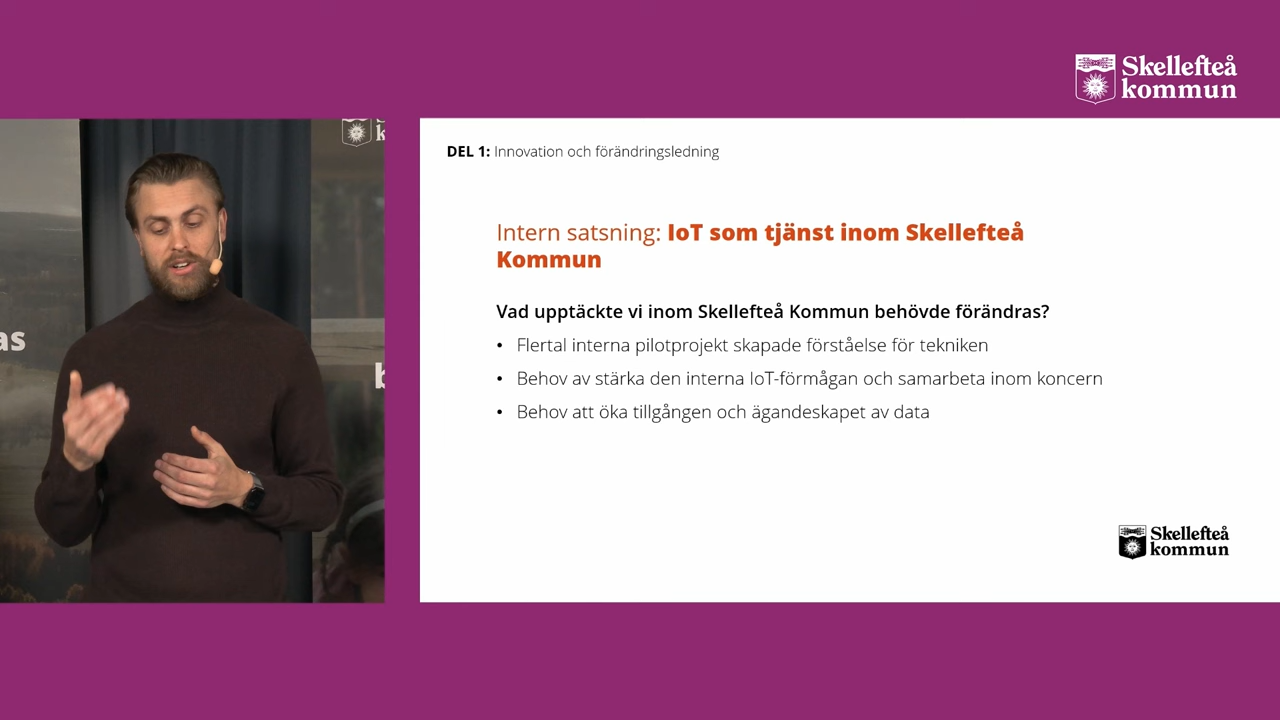 Skellefteå
kommun
DEL 1: Innovation och förändringsledning
Intern satsning: IoT som tjänst inom Skellefteå
Kommun
Vad upptäckte vi inom Skellefteå Kommun behövde förändras?
• Flertal interna pilotprojekt skapade förståelse för tekniken
• Behov av stärka den interna IoT-förmågan och samarbeta inom koncern
• Behov att öka tillgången och ägandeskapet av data
Skellefteå
kommun
as
b